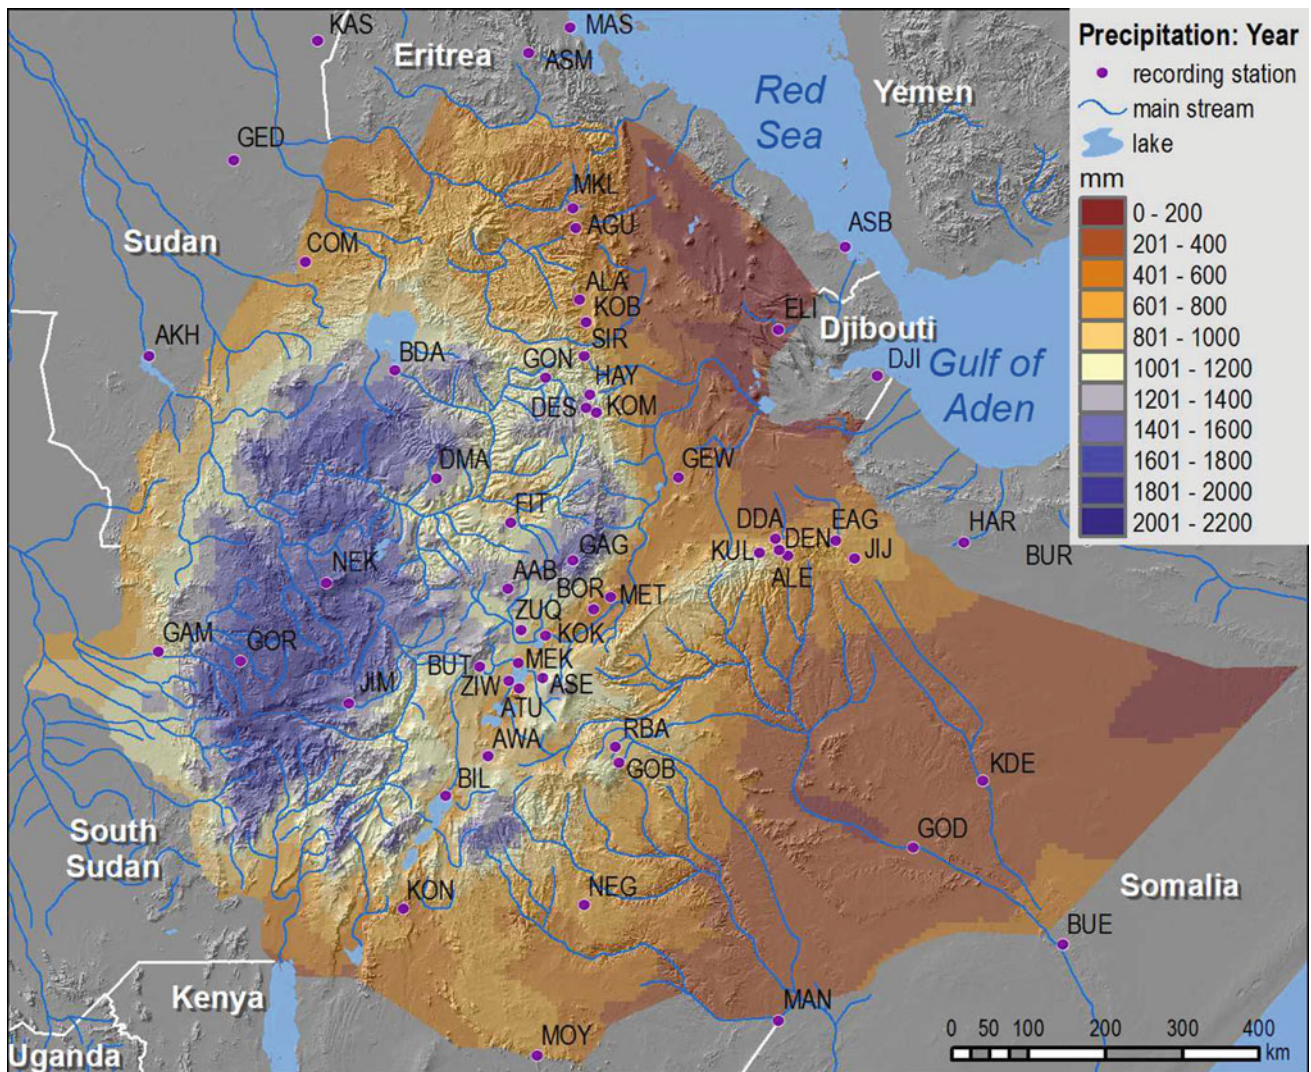 KAS
MAS
Eritrea
ASM
Red
Sea
Yemen
Precipitation: Year
recording station
main stream
lake
mm
0 - 200
201 - 400
401 - 600
601 - 800
801 - 1000
1001 - 1200
1201 - 1400
1401 - 1600
1601 - 1800
1801 - 2000
2001 - 2200
GED
MKL
AGU
Sudan
COM
ASB
ALA
KOB
ELI
Djibouti
SIR
AKH
BDA
GON
DJI
Gulf of
Aden
HAY
DES
KOM
DMA
GEW
FIT
DDA
DEN
EAG
KUL
JIJ
ALE
HAR
BUR
GAG
NEK
AAB
BOR
MET
ZUQ
KOK
GAM
GOR
BUT
MEK
ZIW
ASE
ATU
JIM
AWA
RBA
GOB
BIL
KDE
GOD
South
Sudan
KON
NEG
Somalia
BUE
Kenya
MAN
MOY
Uganda
0 50 100 200 300 400
km